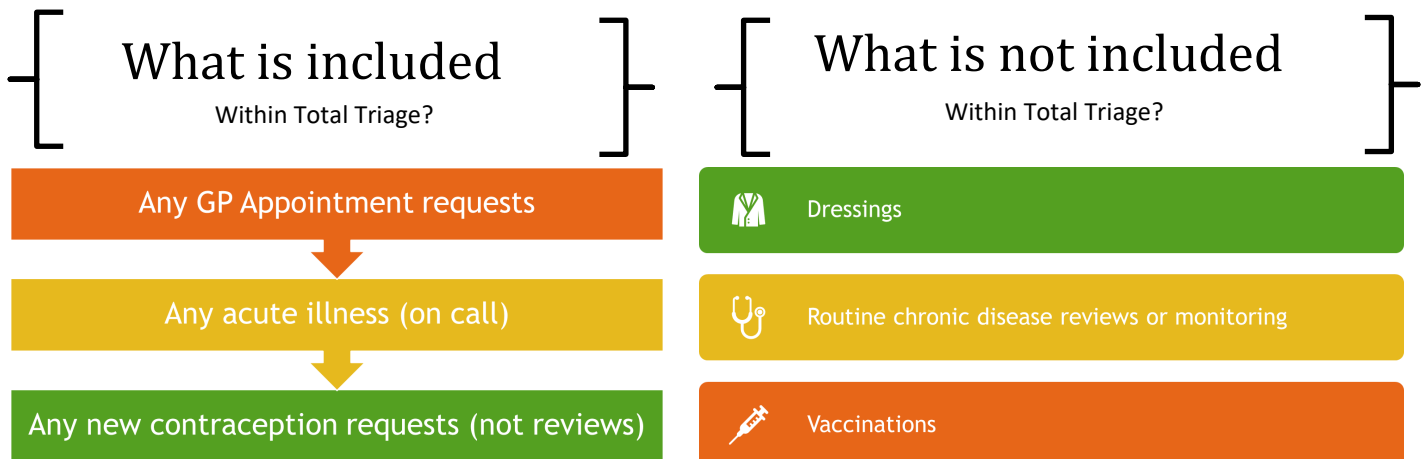 What is included
Within Total Triage?
Any GP Appointment requests
Any acute illness (on call)
Any new contraception requests (not reviews)
What is not included
Within Total Triage?
Dressings
Routine chronic disease reviews or monitoring
Vaccinations